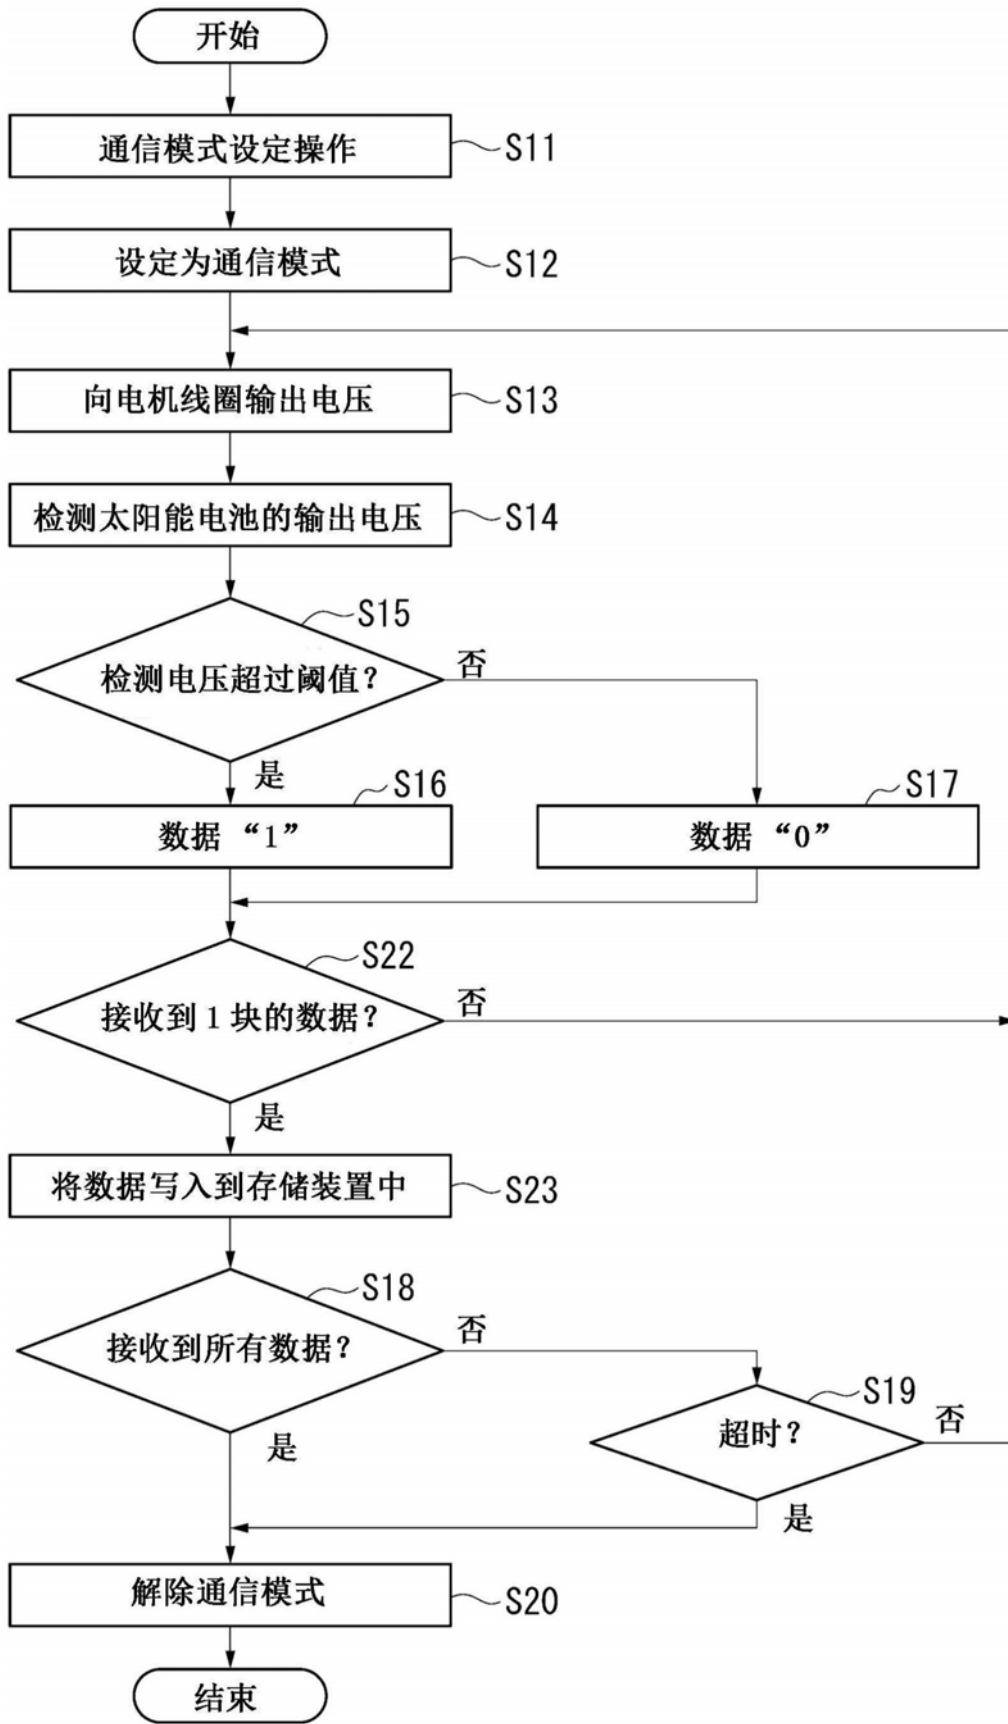 开始
通信模式设定操作 S11
设定为通信模式 S12
向电机线圈输出电压 S13
检测太阳能电池的输出电压 S14
S15
检测电压超过阈值？ 否
是
S16 S17
数据 “1” 数据 “0”
S22
接收到 1 块的数据？ 否
是
将数据写入到存储装置中 S23
S18
接收到所有数据？ 否
S19
超时？ 否
是
是
解除通信模式 S20
结束